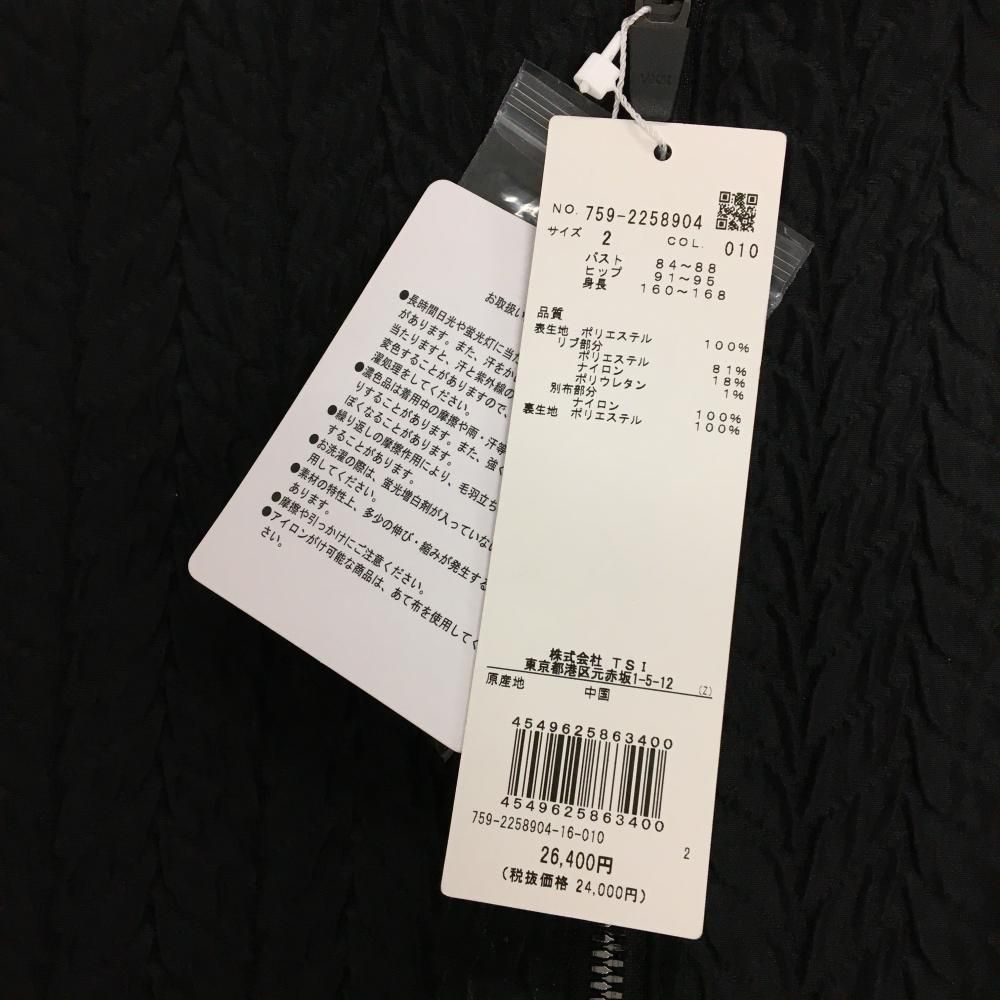 NO. 759-2258904
サイズ 2 COL. 010
バスト 84~88
ヒップ 91~95
身長 160~168
品質
表生地 ポリエステル 100%
リブ部分
ポリエステル 81%
ナイロン 18%
ポリウレタン 1%
別布部分
ナイロン 100%
裏生地 ポリエステル 100%
株式会社 TSI
東京都港区元赤坂1-5-12
(Z)
原産地 中国
4549625863400
4549625863400
759-2258904-16-010
2
26,400円
(税抜価格 24,000円)
お取扱い
●長時間日光や蛍光灯に当た
があります。また、汗をか
当たりますと、汗と紫外線の
変色することがありますので、
濯処理をしてください。
●濃色品は着用中の摩擦や雨・汗等
りすることがあります。また、強く
ぽくなることがあります。
●繰り返しの摩擦作用により、毛羽立ち
することがあります。
●お洗濯の際は、蛍光増白剤が入っていない
用してください。
●素材の特性上、多少の伸び・縮みが発生する
あります。
●摩擦や引っかけにご注意ください。
●アイロンがけ可能な商品は、あて布を使用してく
さい。